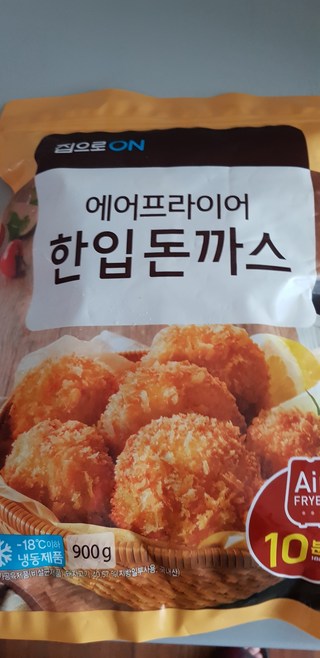 집으로ON
에어프라이어
한입돈까스
Ai
FRYE
10분
-18℃이하
냉동제품
900g